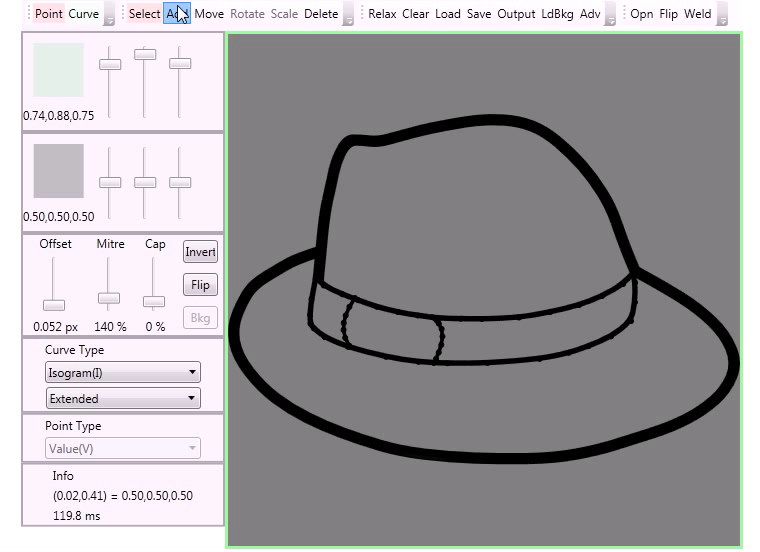 Point Curve Select Add Move Rotate Scale Delete Relax Clear Load Save Output LdBkg Adv Opn Flip Weld
0.74,0.88,0.75
0.50,0.50,0.50
Offset Mitre Cap
Invert
Flip
Bkg
0.052 px 140 % 0 %
Curve Type
Isogram(I)
Extended
Point Type
Value(V)
Info
(0.02,0.41) = 0.50,0.50,0.50
119.8 ms